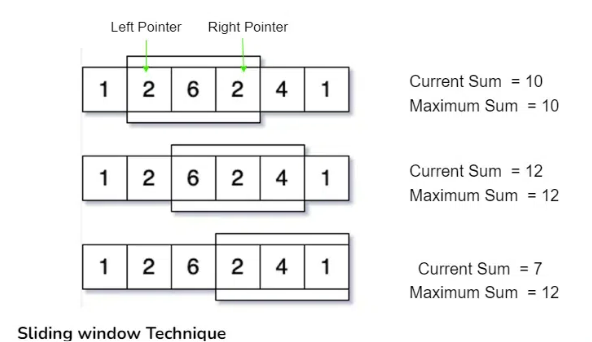 Left Pointer Right Pointer
1 2 6 2 4 1
Current Sum = 10
Maximum Sum = 10
1 2 6 2 4 1
Current Sum = 12
Maximum Sum = 12
1 2 6 2 4 1
Current Sum = 7
Maximum Sum = 12
Sliding window Technique